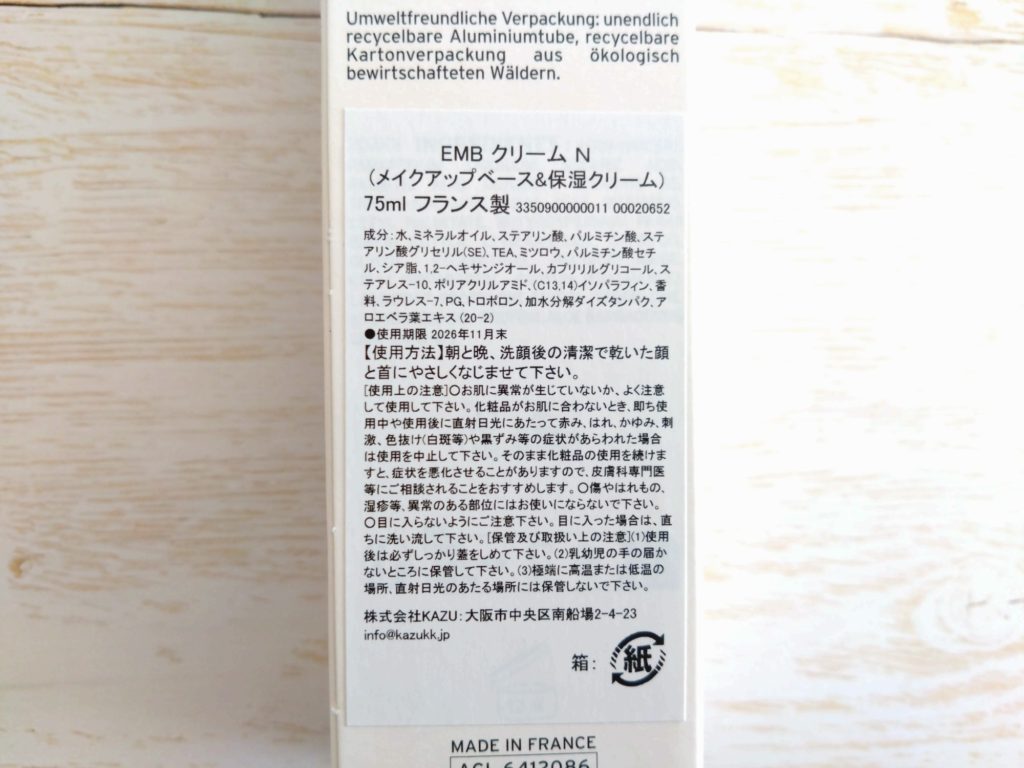 Umweltfreundliche Verpackung: unendlich
recycelbare Aluminiumtube, recycelbare
Kartonverpackung aus ökologisch
bewirtschafteten Wäldern.
EMB クリーム N
(メイクアップベース&保湿クリーム)
75ml フランス製 3350900000011 00020652
成分:水、ミネラルオイル、ステアリン酸、パルミチン酸、ステ
アリン酸グリセリル(SE)、TEA、ミツロウ、パルミチン酸セチ
ル、シア脂、1,2-ヘキサンジオール、カプリリルグリコール、ス
テアレス-10、ポリアクリルアミド、(C13,14)イソパラフィン、香
料、ラウレス-7、PG、トロポロン、加水分解ダイズタンパク、ア
ロエベラ葉エキス (20-2)
●使用期限 2026年11月末
【使用方法】朝と晩、洗顔後の清潔で乾いた顔
と首にやさしくなじませて下さい。
[使用上の注意]○お肌に異常が生じていないか、よく注意
して使用して下さい。化粧品がお肌に合わないとき、即ち使
用中や使用後に直射日光にあたって赤み、はれ、かゆみ、刺
激、色抜け(白斑等)や黒ずみ等の症状があらわれた場合
は使用を中止して下さい。そのまま化粧品の使用を続けま
すと、症状を悪化させることがありますので、皮膚科専門医
等にご相談されることをおすすめします。○傷やはれもの、
湿疹等、異常のある部位にはお使いにならないで下さい。
○目に入らないようにご注意下さい。目に入った場合は、直
ちに洗い流して下さい。[保管及び取扱い上の注意](1)使用
後は必ずしっかり蓋をしめて下さい。(2)乳幼児の手の届か
ないところに保管して下さい。(3)極端に高温または低温の
場所、直射日光のあたる場所には保管しないで下さい。
株式会社KAZU:大阪市中央区南船場2-4-23
info@kazukk.jp
箱: 紙
MADE IN FRANCE
ACL 6412086